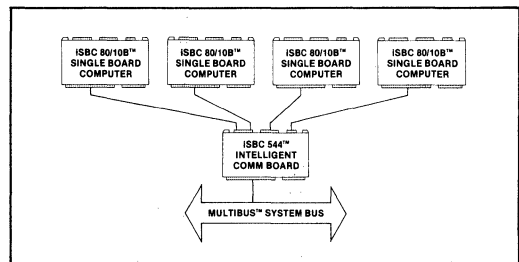 iSBC 80/10B™
SINGLE BOARD
COMPUTER
iSBC 80/10B™
SINGLE BOARD
COMPUTER
iSBC 80/10B™
SINGLE BOARD
COMPUTER
iSBC 80/10B™
SINGLE BOARD
COMPUTER
iSBC 544™
INTELLIGENT
COMM BOARD
MULTIBUS™ SYSTEM BUS